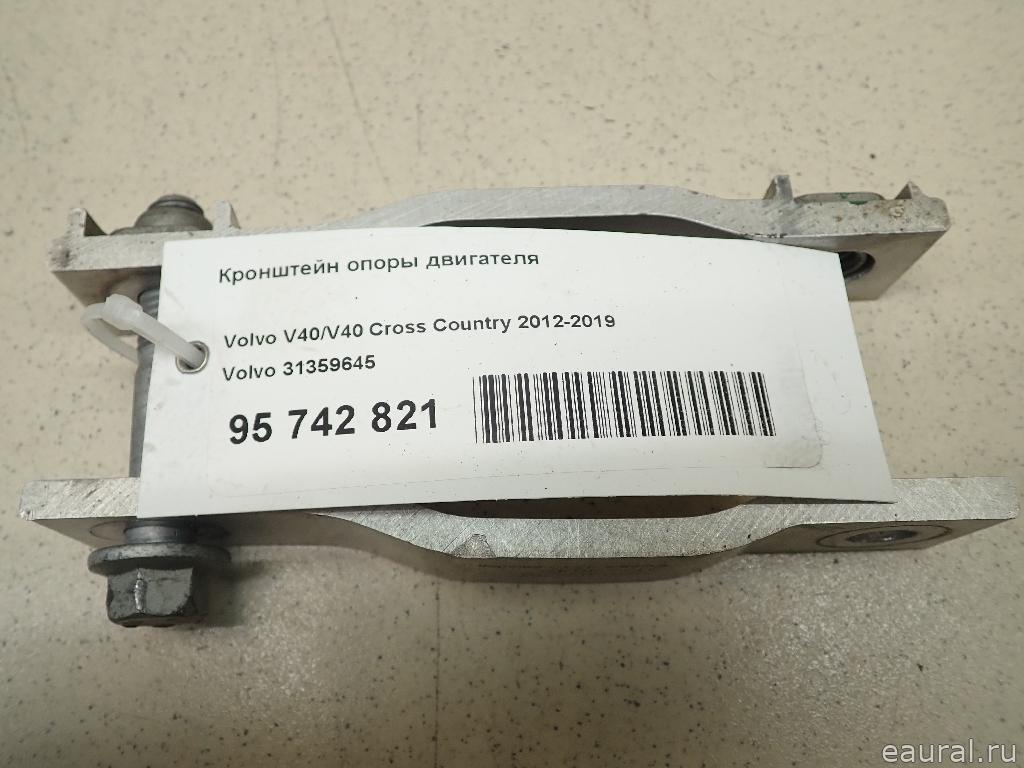 Кронштейн опоры двигателя
Volvo V40/V40 Cross Country 2012-2019
Volvo 31359645
95 742 821
eaural.ru